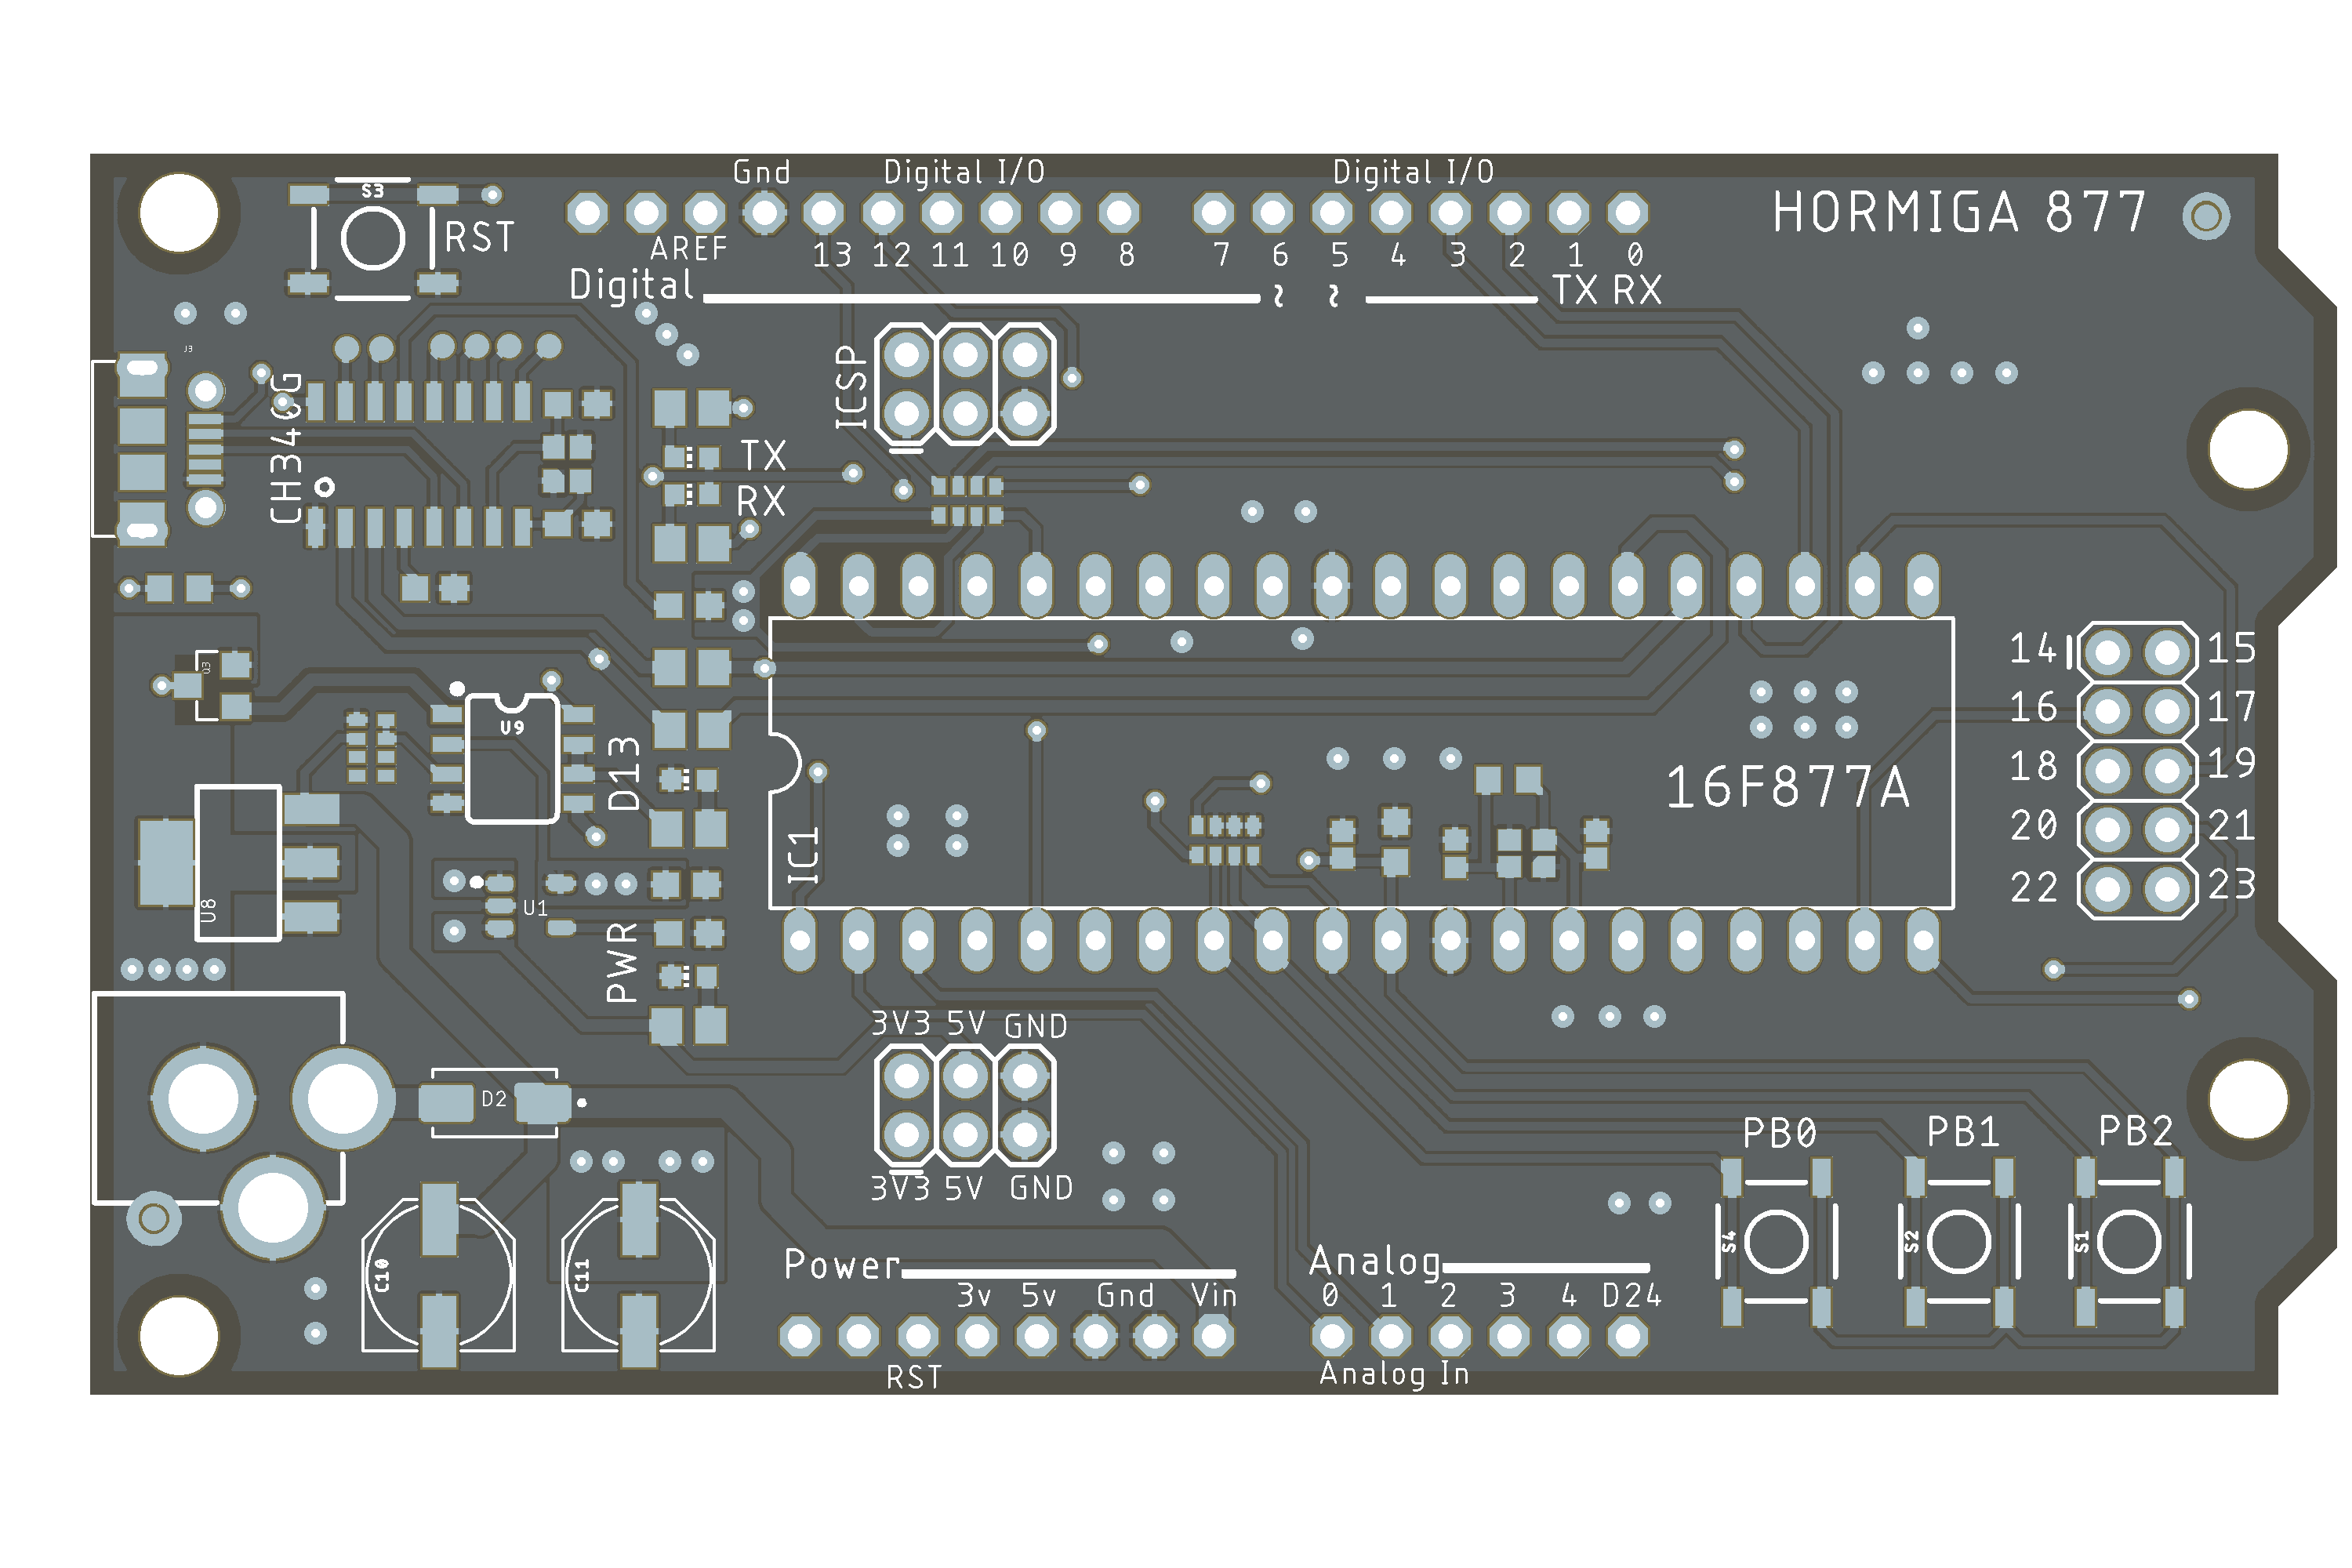 Gnd Digital I/O Digital I/O
S3
HORMIGA 877
RST
AREF 13 12 11 10 9 8 7 6 5 4 3 2 1 0
Digital ~ ~ TX RX
J3
ICSP
CH340G
TX
RX
14 15
Q3
16 17
U9
D13
18 19
16F877A
20 21
IC1
22 23
U8
U1
PWR
3V3 5V GND
D2
PB0 PB1 PB2
3V3 5V GND
S4 S2 S1
Power Analog
C10 C11
3v 5v Gnd Vin 0 1 2 3 4 D24
RST Analog In